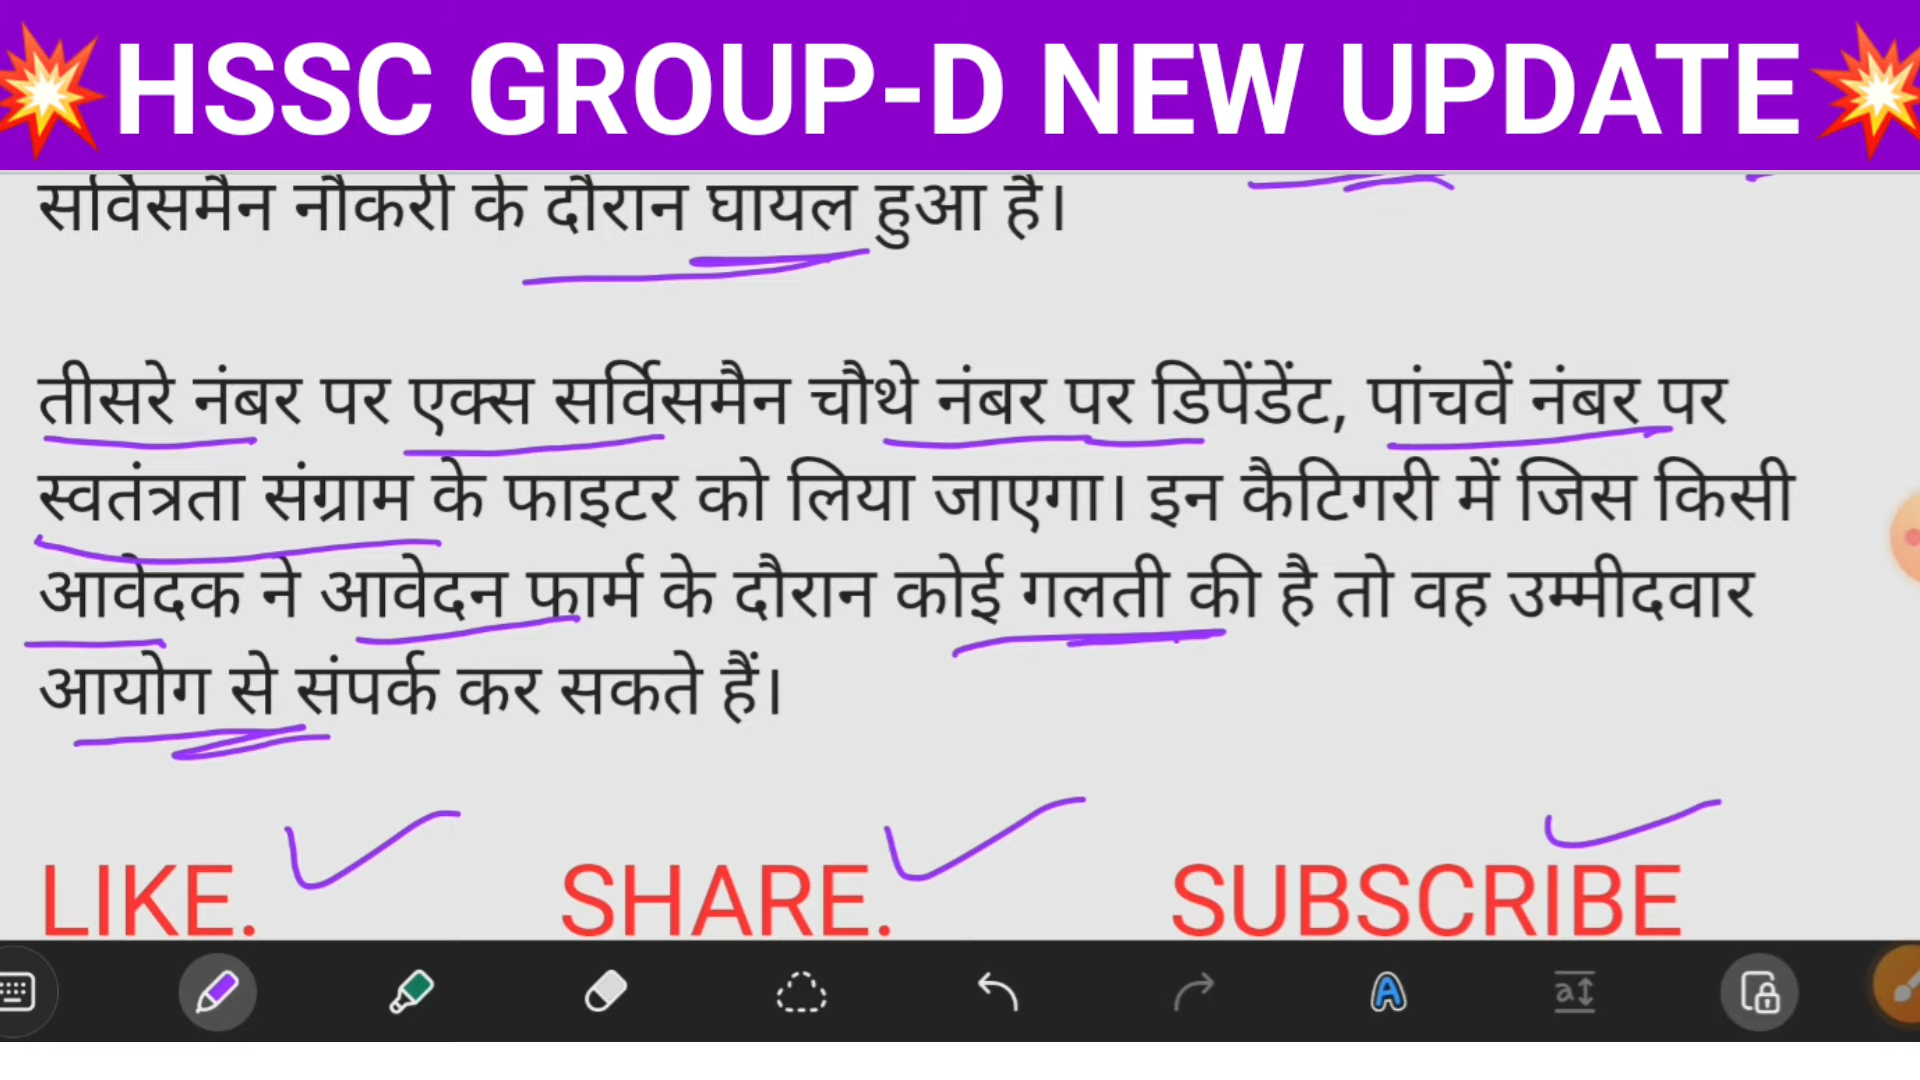 HSSC GROUP-D NEW UPDATE
सर्विसमैन नौकरी के दौरान घायल हुआ है।
तीसरे नंबर पर एक्स सर्विसमैन चौथे नंबर पर डिपेंडेंट, पांचवें नंबर पर
स्वतंत्रता संग्राम के फाइटर को लिया जाएगा। इन कैटिगरी में जिस किसी
आवेदक ने आवेदन फार्म के दौरान कोई गलती की है तो वह उम्मीदवार
आयोग से संपर्क कर सकते हैं।
LIKE. SHARE. SUBSCRIBE
A a